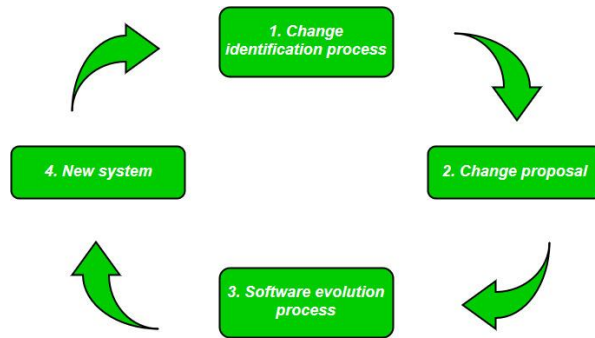 1. Change
identification process
2. Change proposal
3. Software evolution
process
4. New system